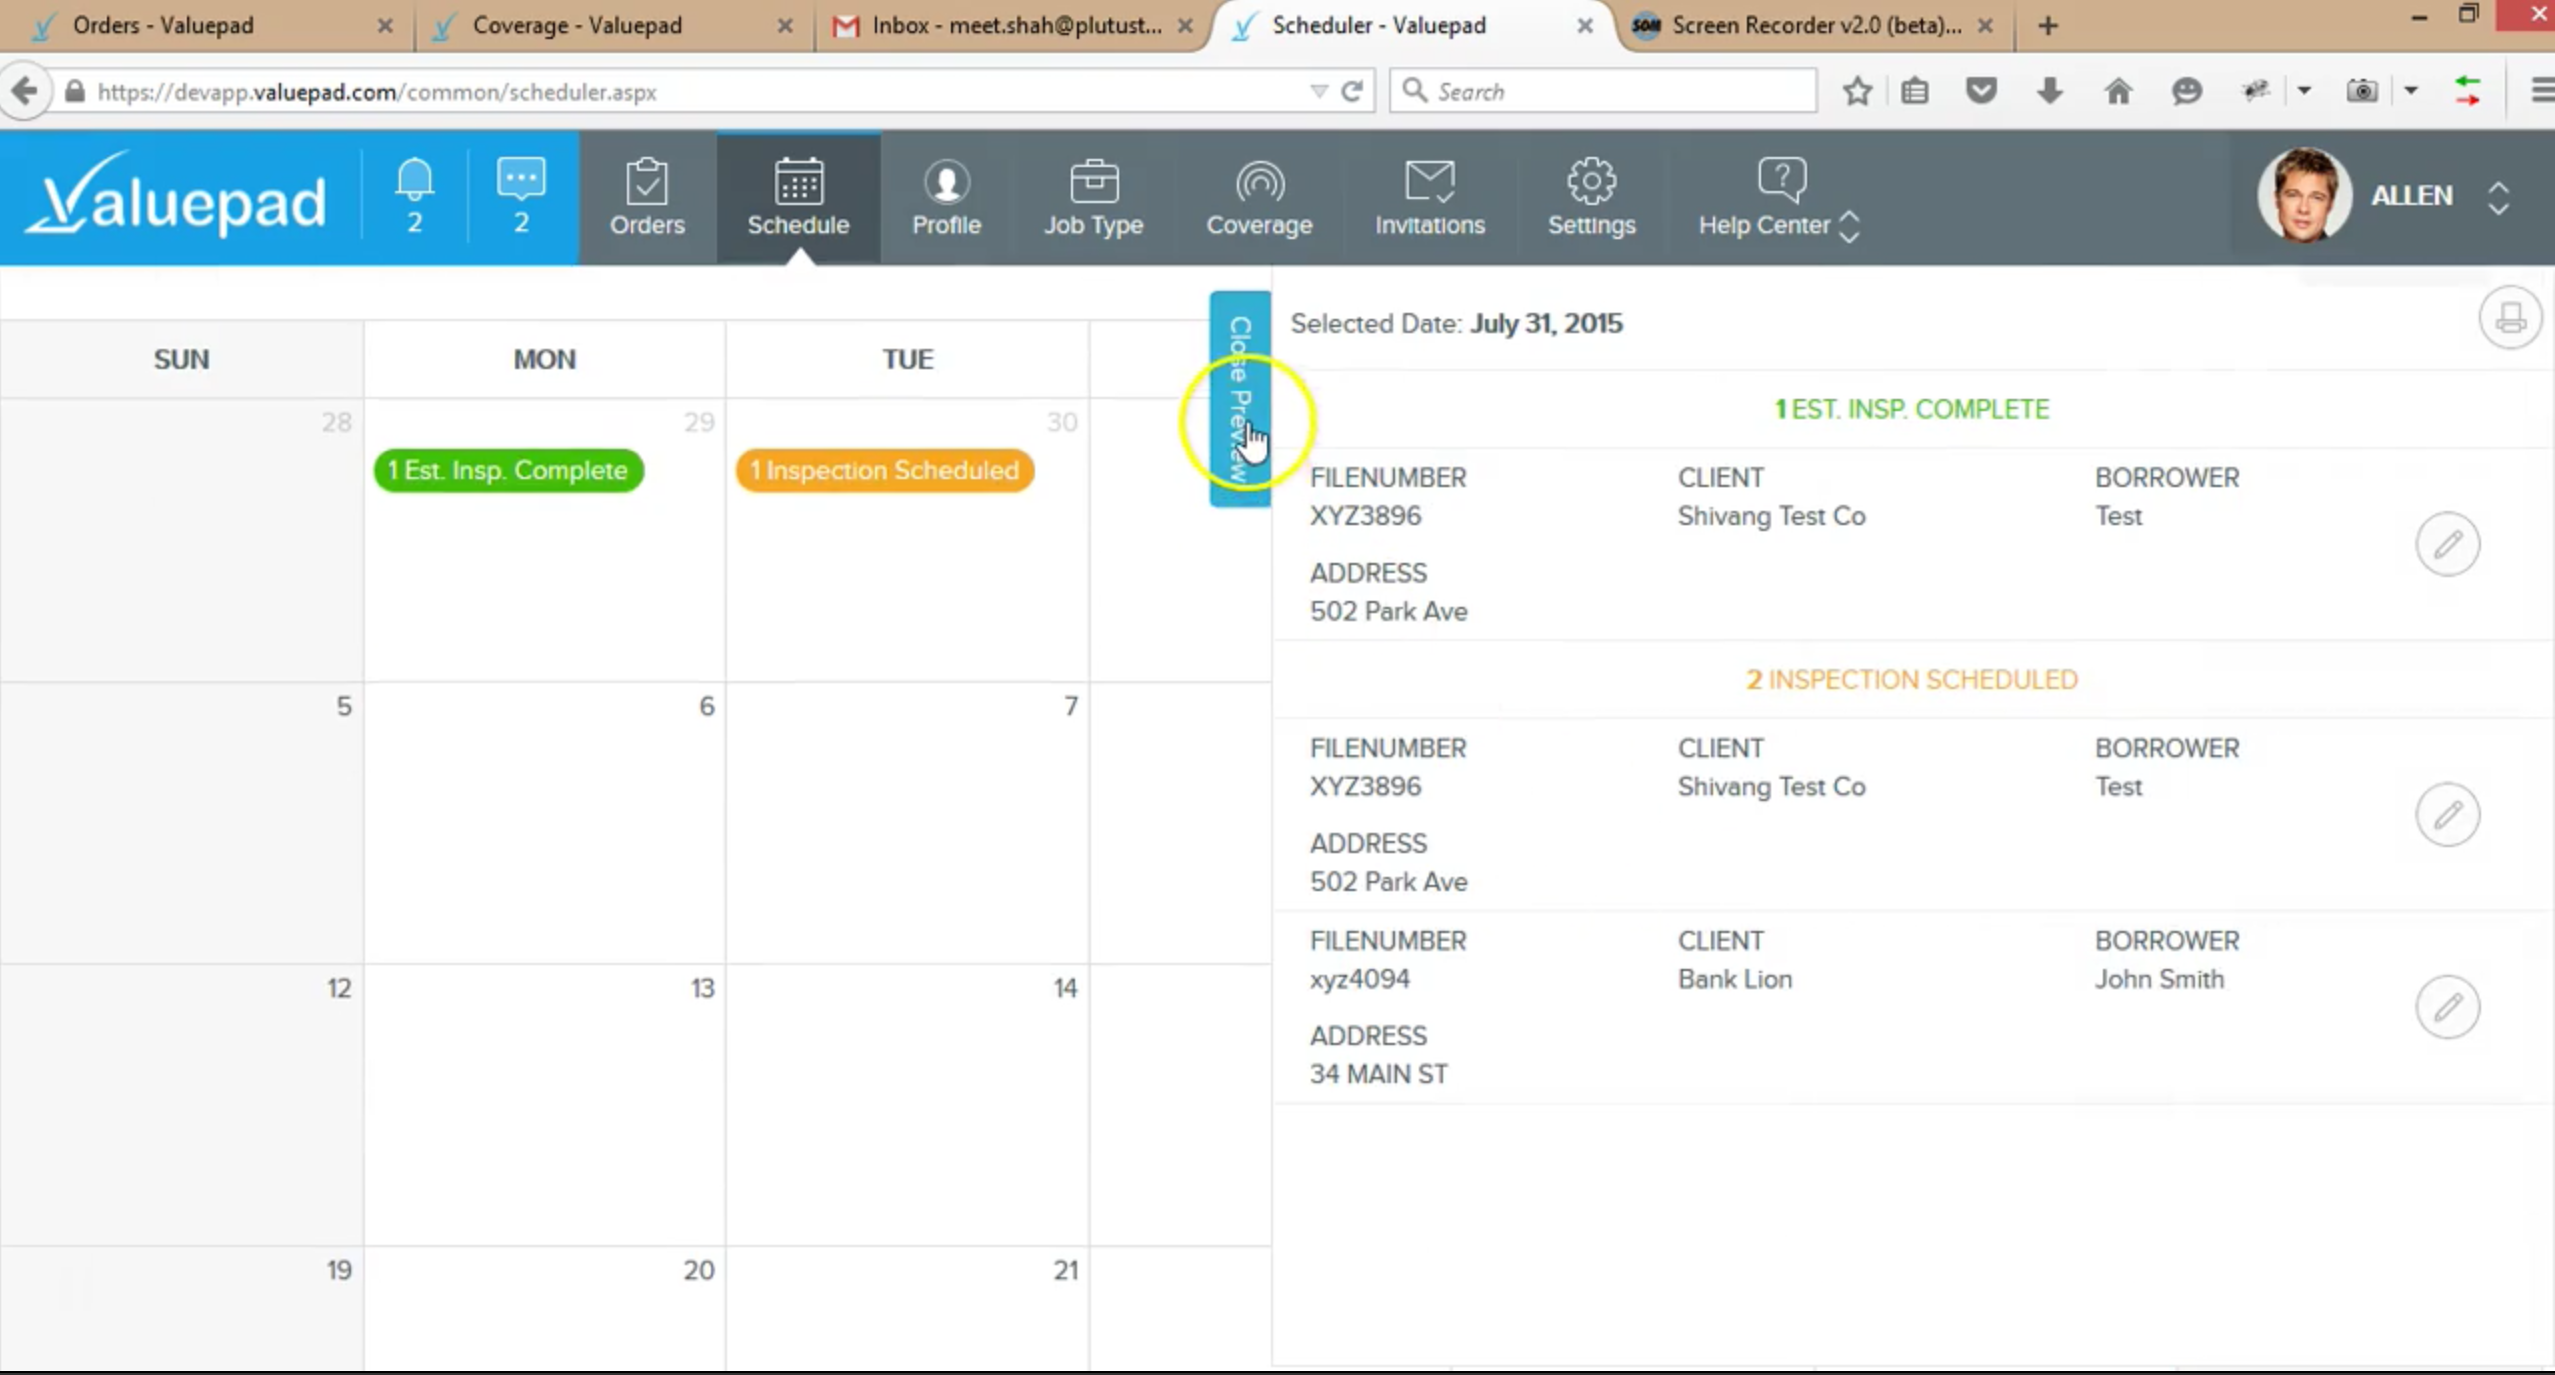 Orders - Valuepad
Coverage - Valuepad
Inbox - meet.shah@plutust...
Scheduler - Valuepad
Screen Recorder v2.0 (beta)...
https://devapp.valuepad.com/common/scheduler.aspx
Search
Valuepad
2
2
Orders
Schedule
Profile
Job Type
Coverage
Invitations
Settings
Help Center
ALLEN
SUN
MON
TUE
28
29
30
1 Est. Insp. Complete
1 Inspection Scheduled
5
6
7
12
13
14
19
20
21
Close Preview
Selected Date: July 31, 2015
1 EST. INSP. COMPLETE
FILENUMBER
CLIENT
BORROWER
XYZ3896
Shivang Test Co
Test
ADDRESS
502 Park Ave
2 INSPECTION SCHEDULED
FILENUMBER
CLIENT
BORROWER
XYZ3896
Shivang Test Co
Test
ADDRESS
502 Park Ave
FILENUMBER
CLIENT
BORROWER
xyz4094
Bank Lion
John Smith
ADDRESS
34 MAIN ST